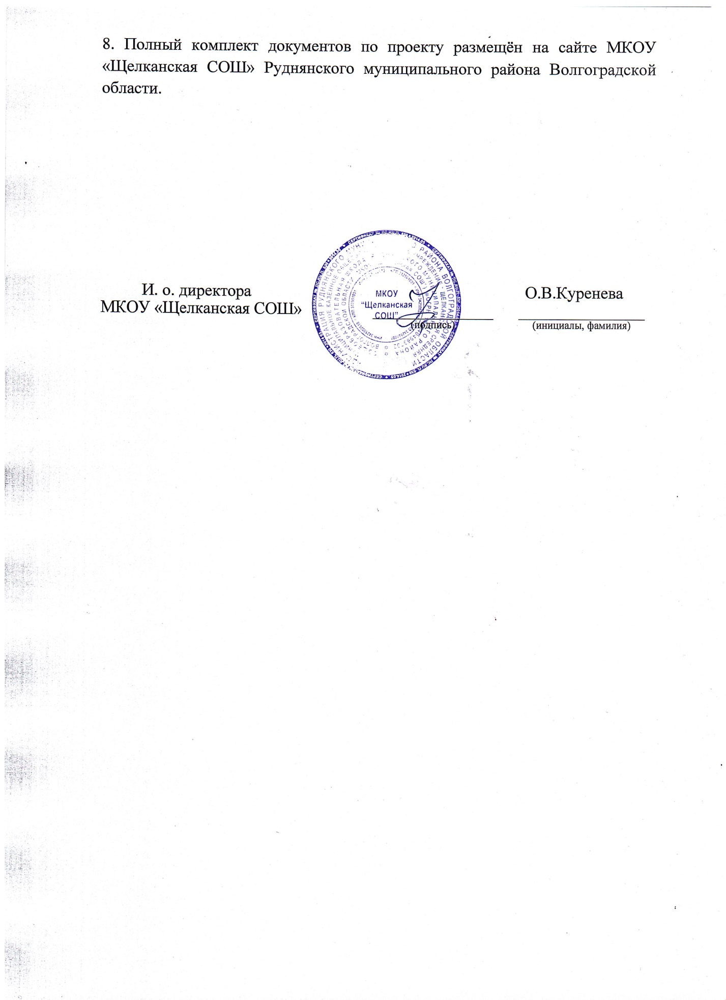 8. Полный комплект документов по проекту размещён на сайте МКОУ
«Щелканская СОШ» Руднянского муниципального района Волгоградской
области.
И. о. директора
МКОУ «Щелканская СОШ»
МКОУ
"Щелканская
СОШ"
(подпись)
О.В.Куренева
(инициалы, фамилия)